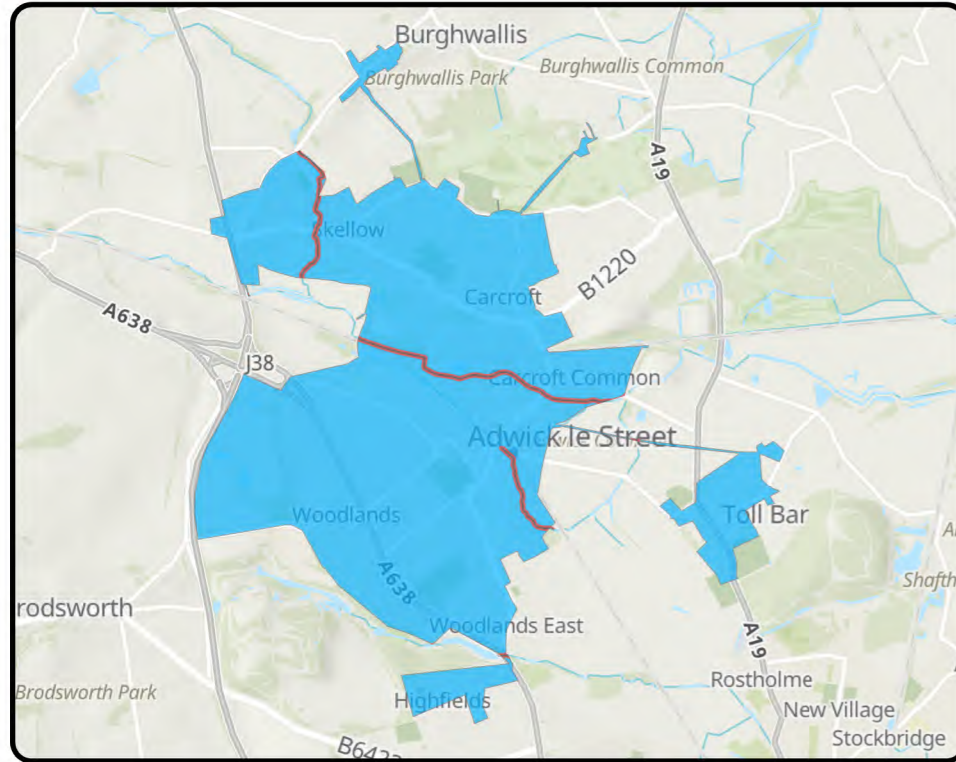 Burghwallis
Burghwallis Park
Burghwallis Common
A19
Skellow
B1220
Carcroft
A638
J38
Carcroft Common
Adwick le Street
Woodlands
Toll Bar
A638
rodsworth
Shafth
Woodlands East
A19
Rostholme
Brodsworth Park
Highfields
New Village
Stockbridge